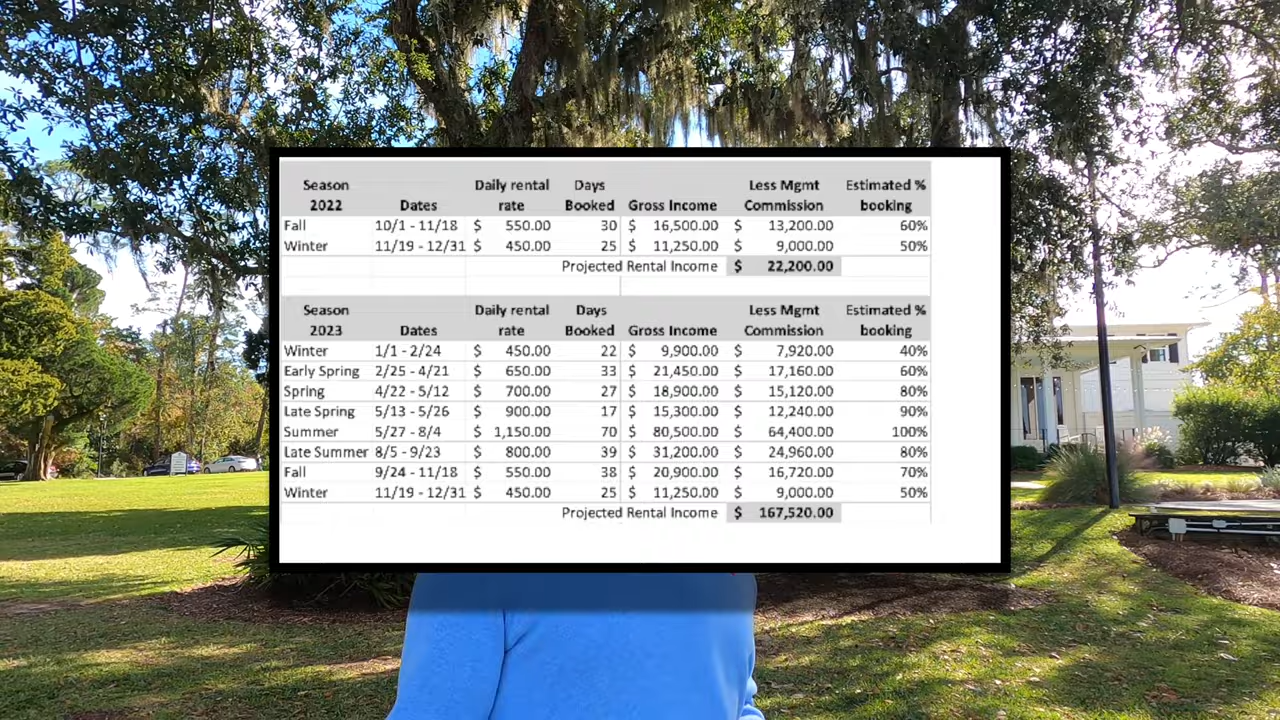 Season Daily rental Days Less Mgmt Estimated %
2022 Dates rate Booked Gross Income Commission booking
Fall 10/1 - 11/18 $ 550.00 30 $ 16,500.00 $ 13,200.00 60%
Winter 11/19 - 12/31 $ 450.00 25 $ 11,250.00 $ 9,000.00 50%
Projected Rental Income $ 22,200.00
Season Daily rental Days Less Mgmt Estimated %
2023 Dates rate Booked Gross Income Commission booking
Winter 1/1 - 2/24 $ 450.00 22 $ 9,900.00 $ 7,920.00 40%
Early Spring 2/25 - 4/21 $ 650.00 33 $ 21,450.00 $ 17,160.00 60%
Spring 4/22 - 5/12 $ 700.00 27 $ 18,900.00 $ 15,120.00 80%
Late Spring 5/13 - 5/26 $ 900.00 17 $ 15,300.00 $ 12,240.00 90%
Summer 5/27 - 8/4 $ 1,150.00 70 $ 80,500.00 $ 64,400.00 100%
Late Summer 8/5 - 9/23 $ 800.00 39 $ 31,200.00 $ 24,960.00 80%
Fall 9/24 - 11/18 $ 550.00 38 $ 20,900.00 $ 16,720.00 70%
Winter 11/19 - 12/31 $ 450.00 25 $ 11,250.00 $ 9,000.00 50%
Projected Rental Income $ 167,520.00